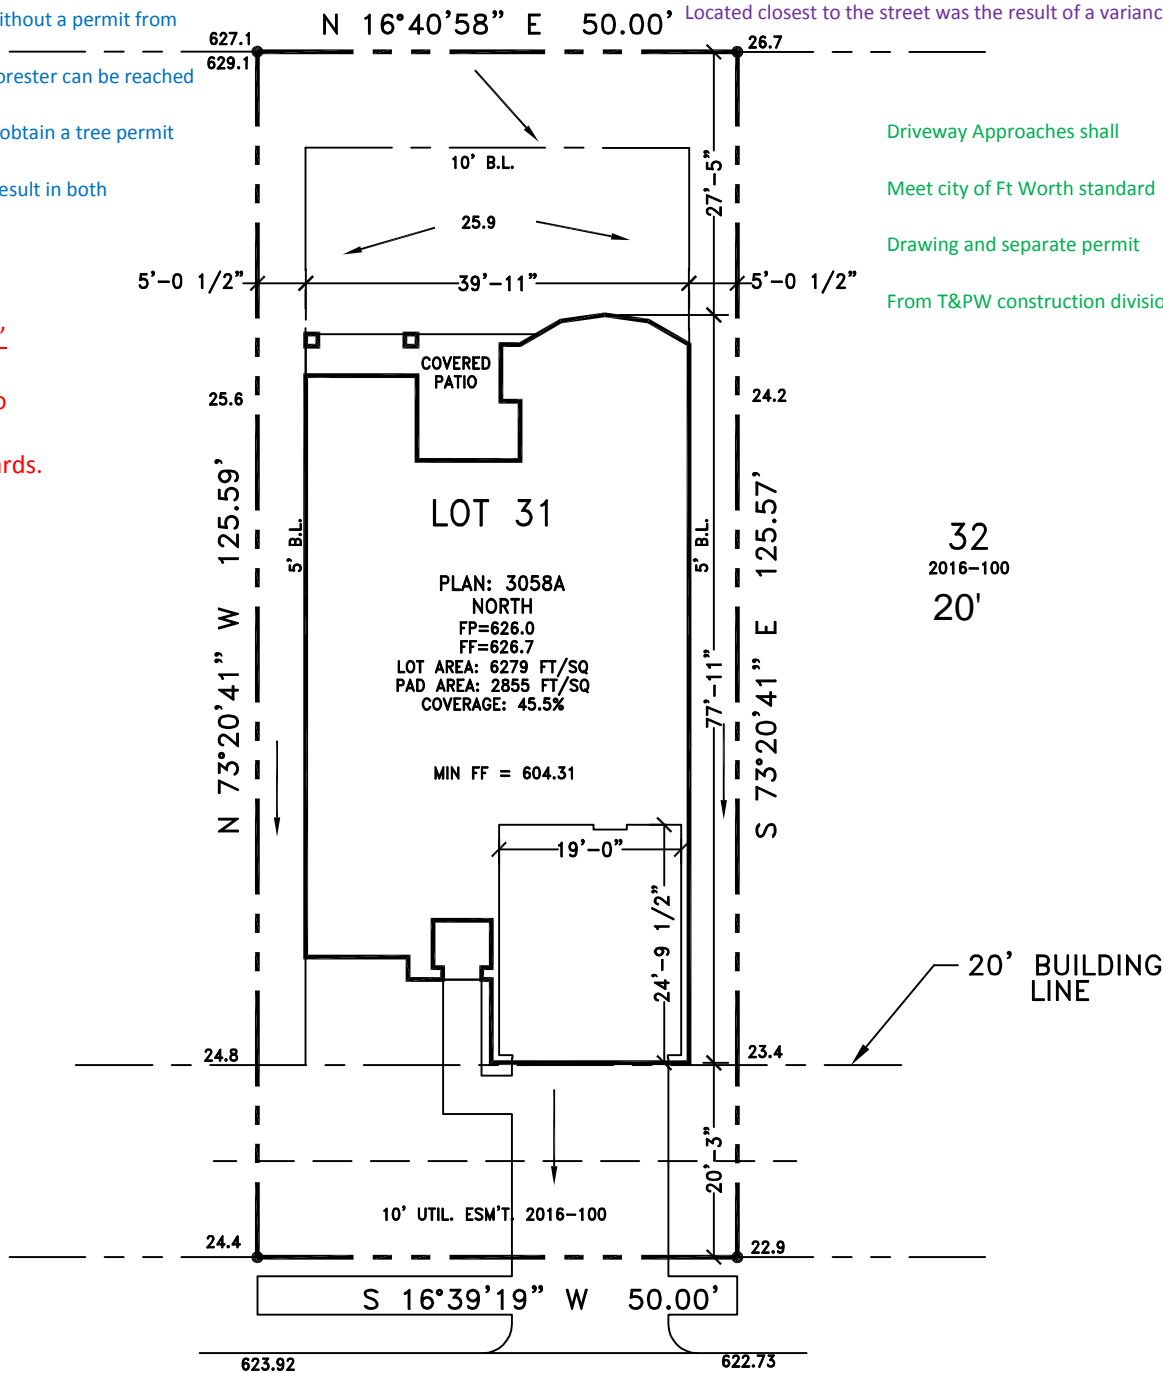 ithout a permit from
N 16°40'58" E 50.00'
Located closest to the street was the result of a varianc
627.1
26.7
629.1
orester can be reached
obtain a tree permit
Driveway Approaches shall
10' B.L.
esult in both
Meet city of Ft Worth standard
27'-5"
25.9
Drawing and separate permit
5'-0 1/2"
39'-11"
5'-0 1/2"
From T&PW construction divisio
COVERED
PATIO
25.6
24.2
ards.
N 73°20'41" W 125.59'
5' B.L.
LOT 31
5' B.L.
S 73°20'41" E 125.57'
32
2016-100
20'
PLAN: 3058A
NORTH
FP=626.0
FF=626.7
LOT AREA: 6279 FT/SQ
PAD AREA: 2855 FT/SQ
COVERAGE: 45.5%
77'-11"
MIN FF = 604.31
19'-0"
24'-9 1/2"
20' BUILDING
LINE
24.8
23.4
20'-3"
10' UTIL. ESM'T. 2016-100
24.4
22.9
S 16°39'19" W 50.00'
623.92
622.73